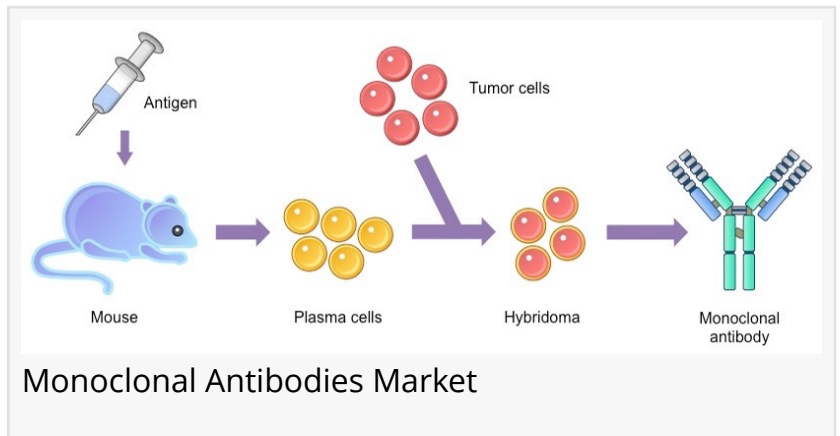 Antigen
Tumor cells
Mouse
Plasma cells
Hybridoma
Monoclonal
antibody
Monoclonal Antibodies Market